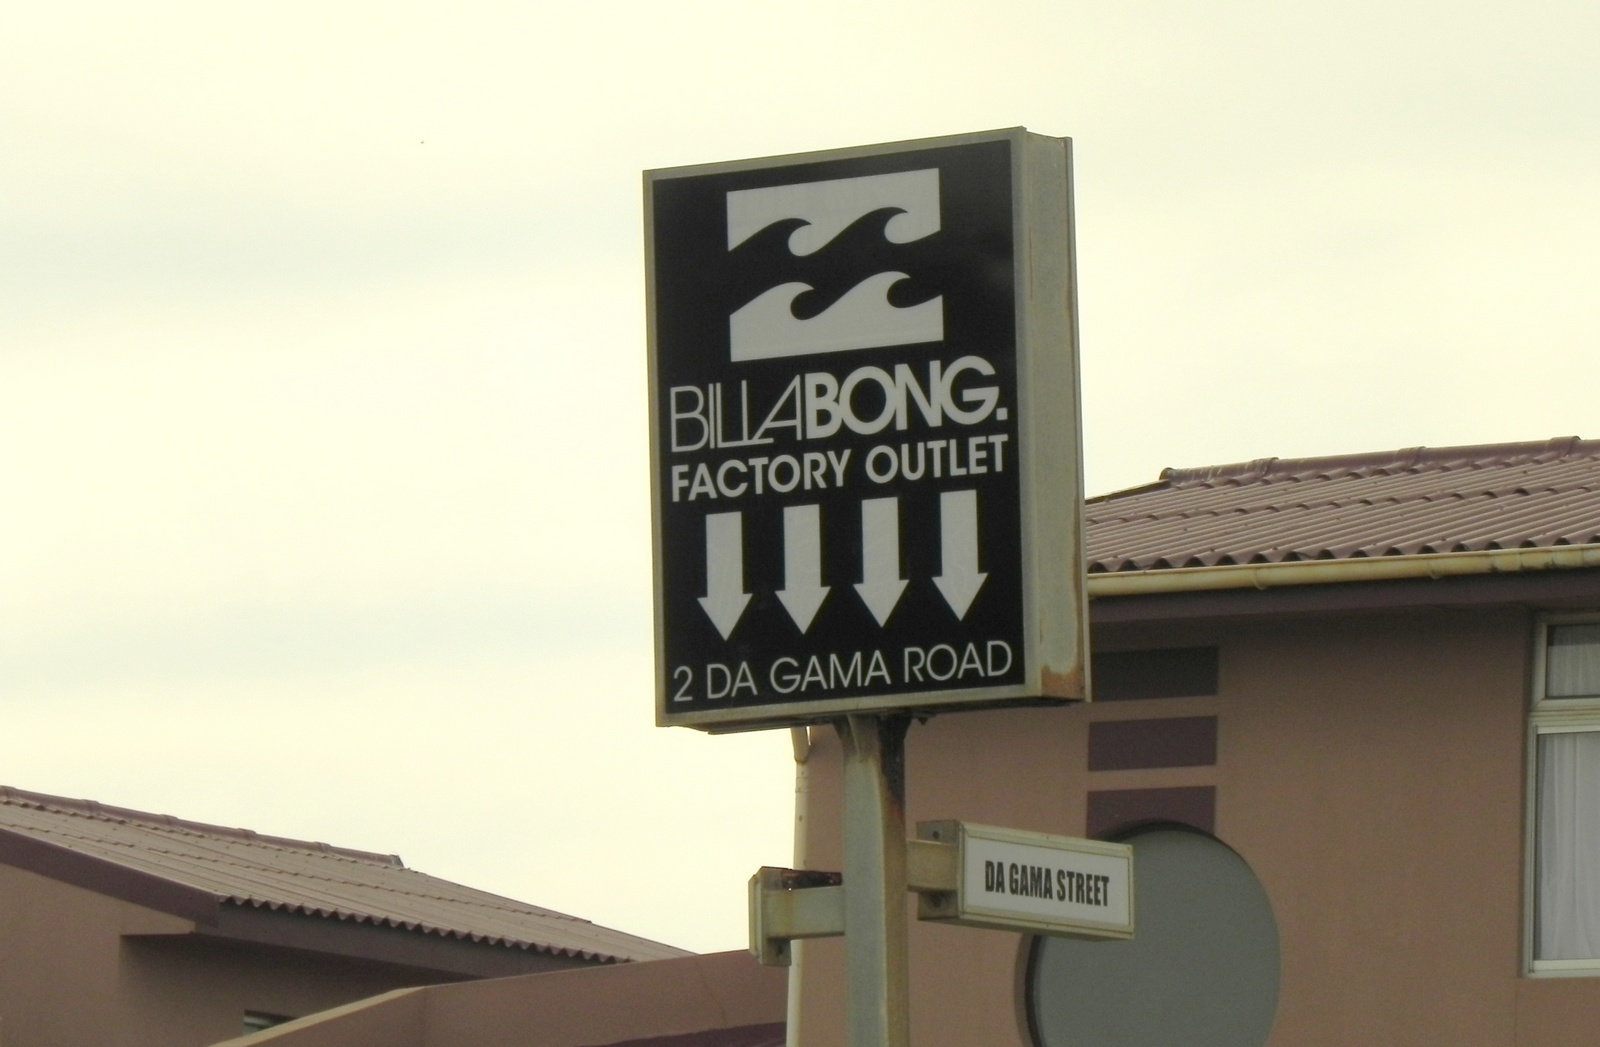 BILLABONG.
FACTORY OUTLET
2 DA GAMA ROAD
DA GAMA STREET